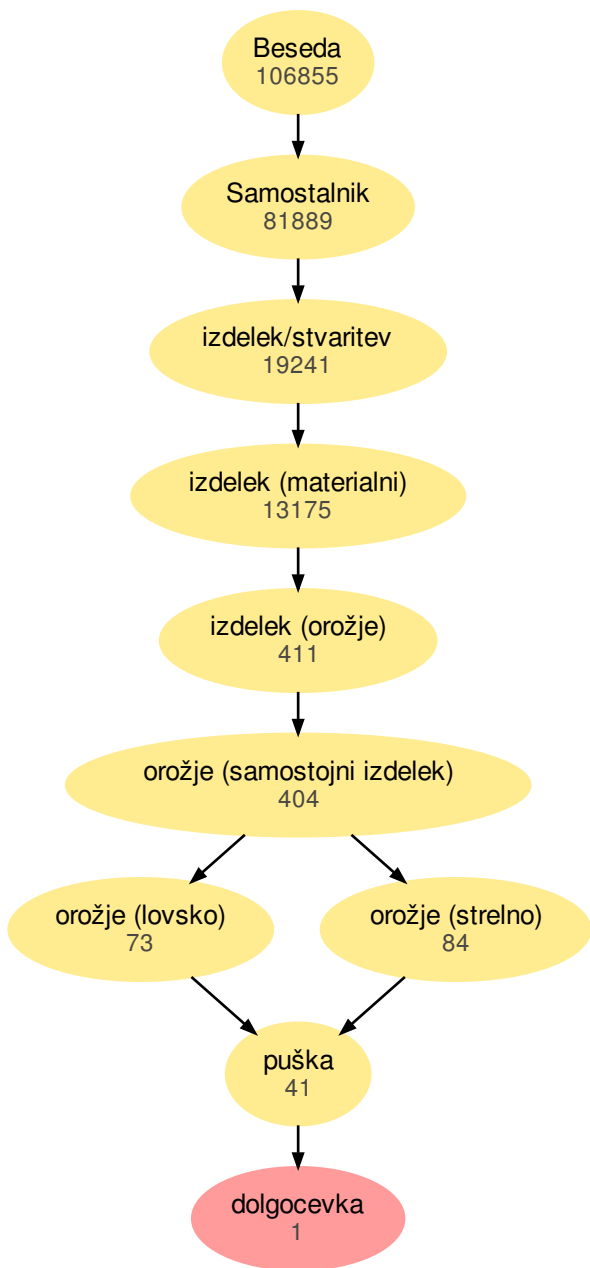 Beseda
106855
Samostalnik
81889
izdelek/stvaritev
19241
izdelek (materialni)
13175
izdelek (orožje)
411
orožje (samostojni izdelek)
404
orožje (lovsko)
73
orožje (strelno)
84
puška
41
dolgocevka
1